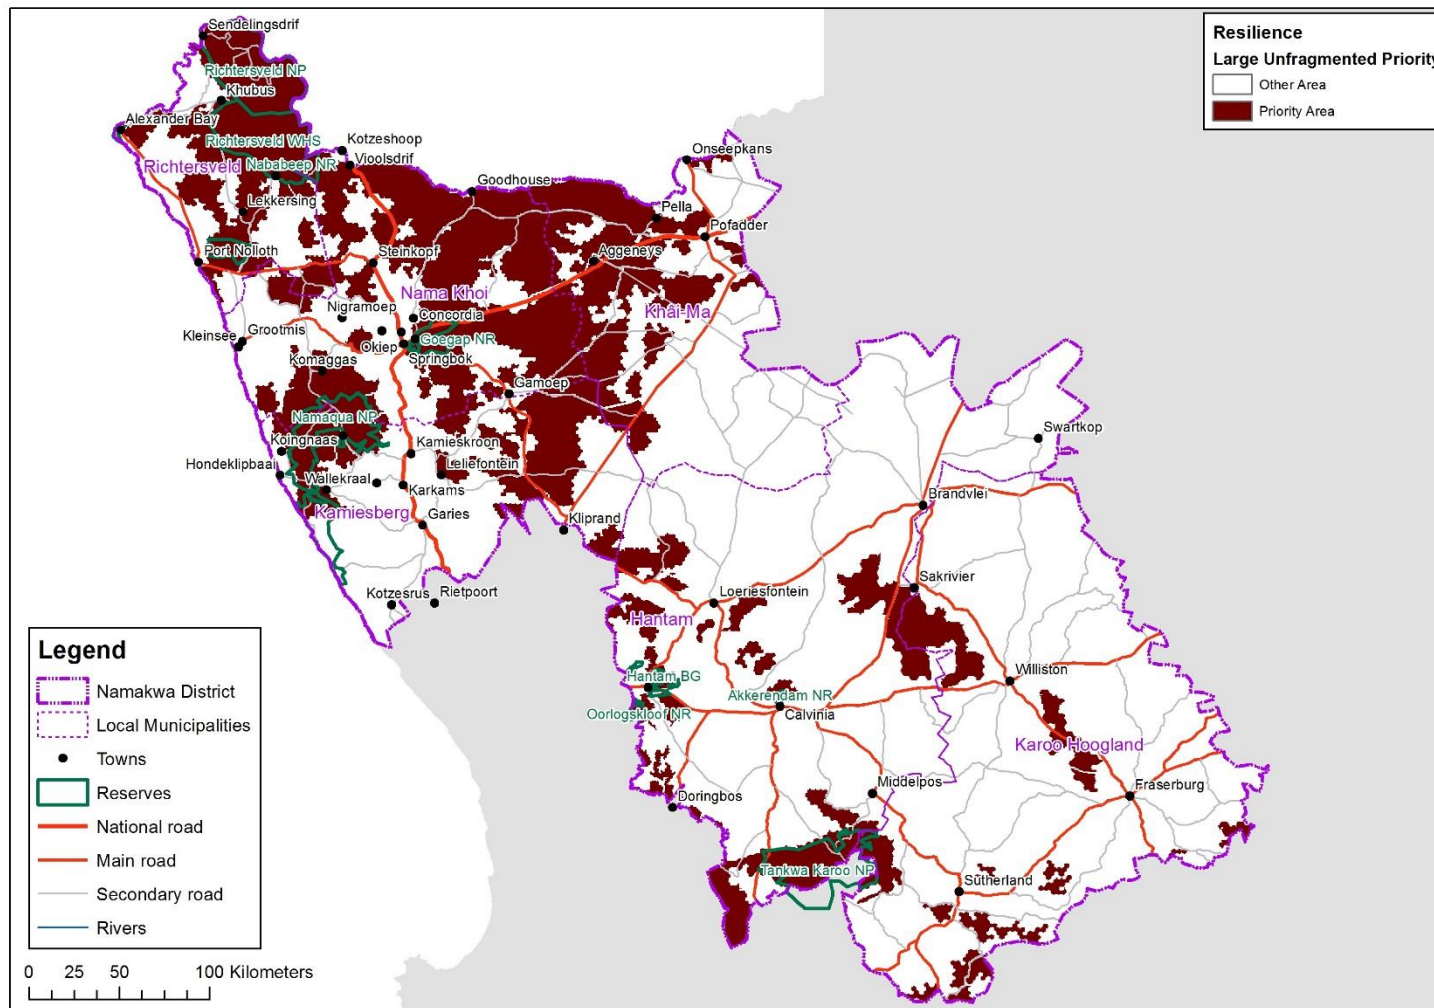 Sendelingsdrif
Richtersveld NP
Khubus
Alexander Bay
Richtersveld WHS
Kotzeshoop
Vioolsdrif
Richtersveld
Nababeep NR
Goodhouse
Onseepkans
Lekkersing
Pella
Pofadder
Port Nolloth
Steinkopf
Aggeneys
Nama Khoi
Khâi-Ma
Nigramoep
Concordia
Kleinsee
Grootmis
Okiep
Goegap NR
Springbok
Komaggas
Gamoep
Namaqua NP
Koingnaas
Kamieskroon
Swartkop
Hondeklipbaai
Wallekraal
Leliefontein
Karkams
Kamiesberg
Garies
Kliprand
Brandvlei
Sakrivier
Kotzesrus
Rietpoort
Loeriesfontein
Hantam
Hantam BG
Williston
Akkerendam NR
Oorlogskloof NR
Calvinia
Karoo Hoogland
Middelpos
Fraserburg
Doringbos
Tankwa Karoo NP
Sutherland
Resilience
Large Unfragmented Priority
Other Area
Priority Area
Legend
Namakwa District
Local Municipalities
Towns
Reserves
National road
Main road
Secondary road
Rivers
0 25 50 100 Kilometers